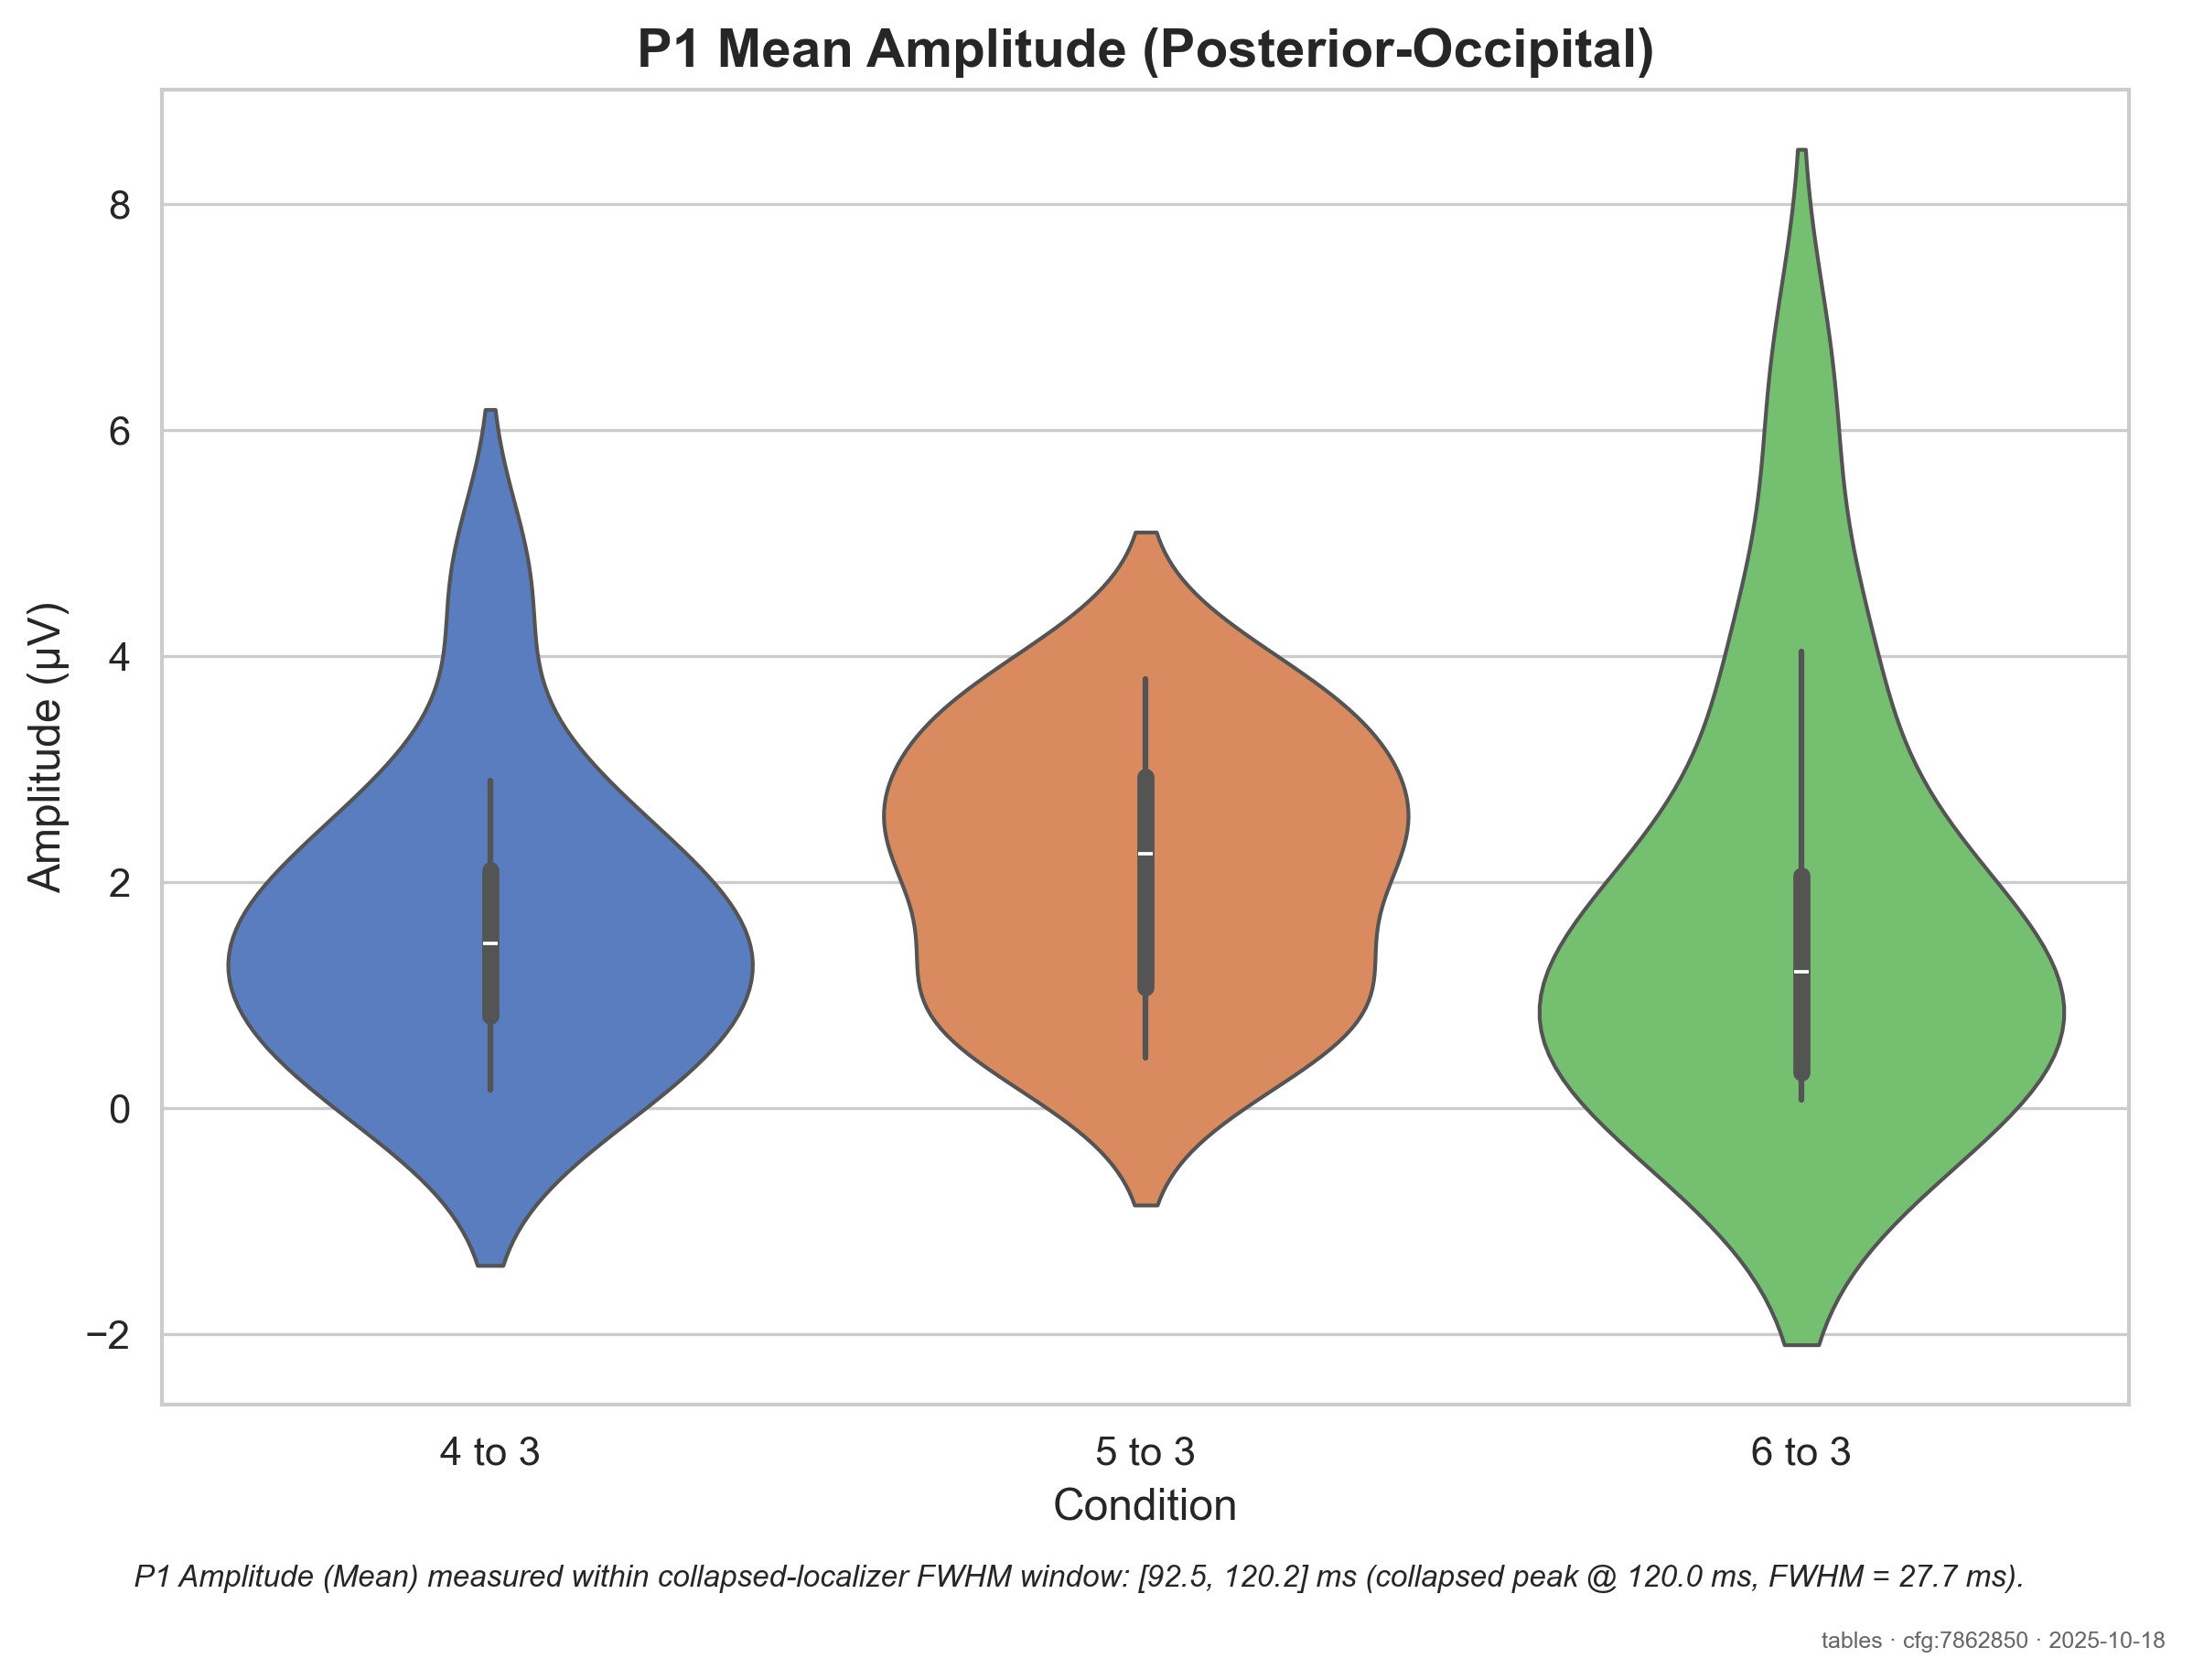 P1 Mean Amplitude (Posterior-Occipital)
8
6
4
2
0
−2
Amplitude (µV)
4 to 3
5 to 3
6 to 3
Condition
P1 Amplitude (Mean) measured within collapsed-localizer FWHM window: [92.5, 120.2] ms (collapsed peak @ 120.0 ms, FWHM = 27.7 ms).
tables · cfg:7862850 · 2025-10-18